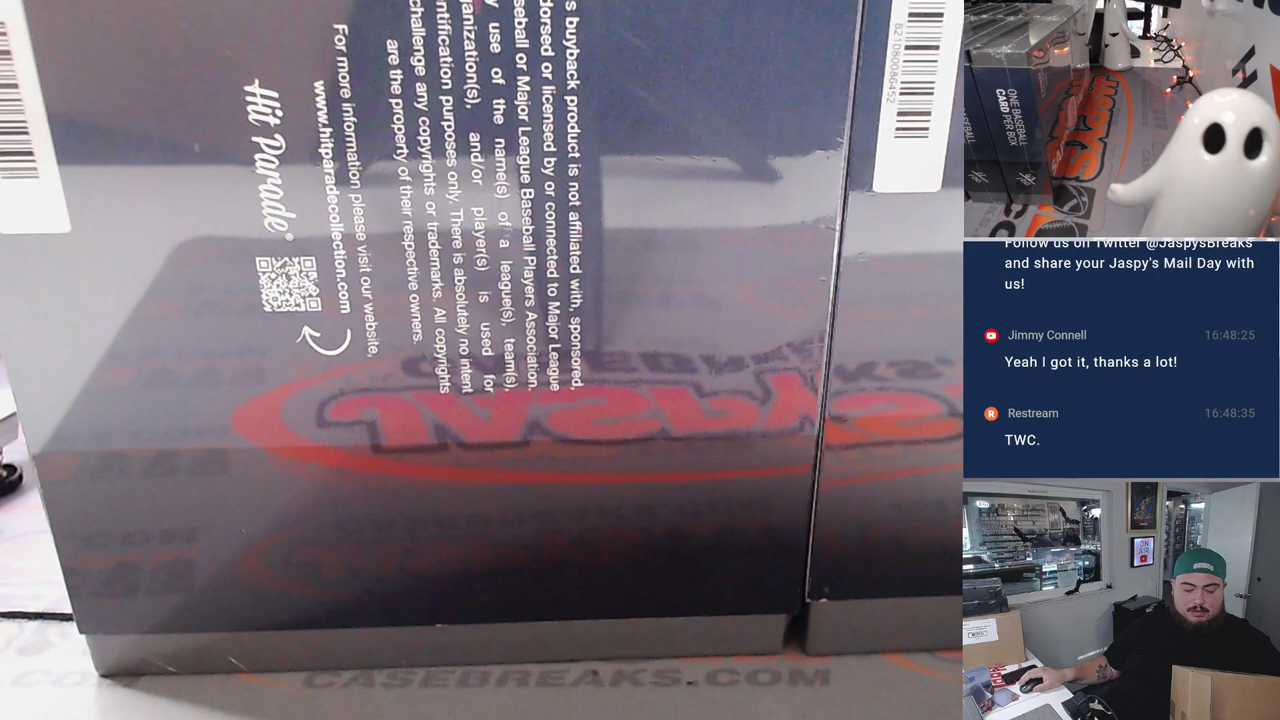 s buyback product is not affiliated with, sponsored,
dorsed or licensed by or connected to Major League
seball or Major League Baseball Players Association.
y use of the name(s) of a league(s), team(s),
ganization(s), and/or player(s) is used for
ntification purposes only. There is absolutely no intent
challenge any copyrights or trademarks. All copyrights
are the property of their respective owners.
For more information please visit our website,
www.hitparadecollection.com
Hit Parade®
821080086452
CASEBREAKS.COM
ONE BASEBALL
CARD PER BOX
JASPYS
Follow us on Twitter @JaspysBreaks
and share your Jaspy's Mail Day with
us!
Jimmy Connell 16:48:25
Yeah I got it, thanks a lot!
Restream 16:48:35
TWC.
ON
AIR